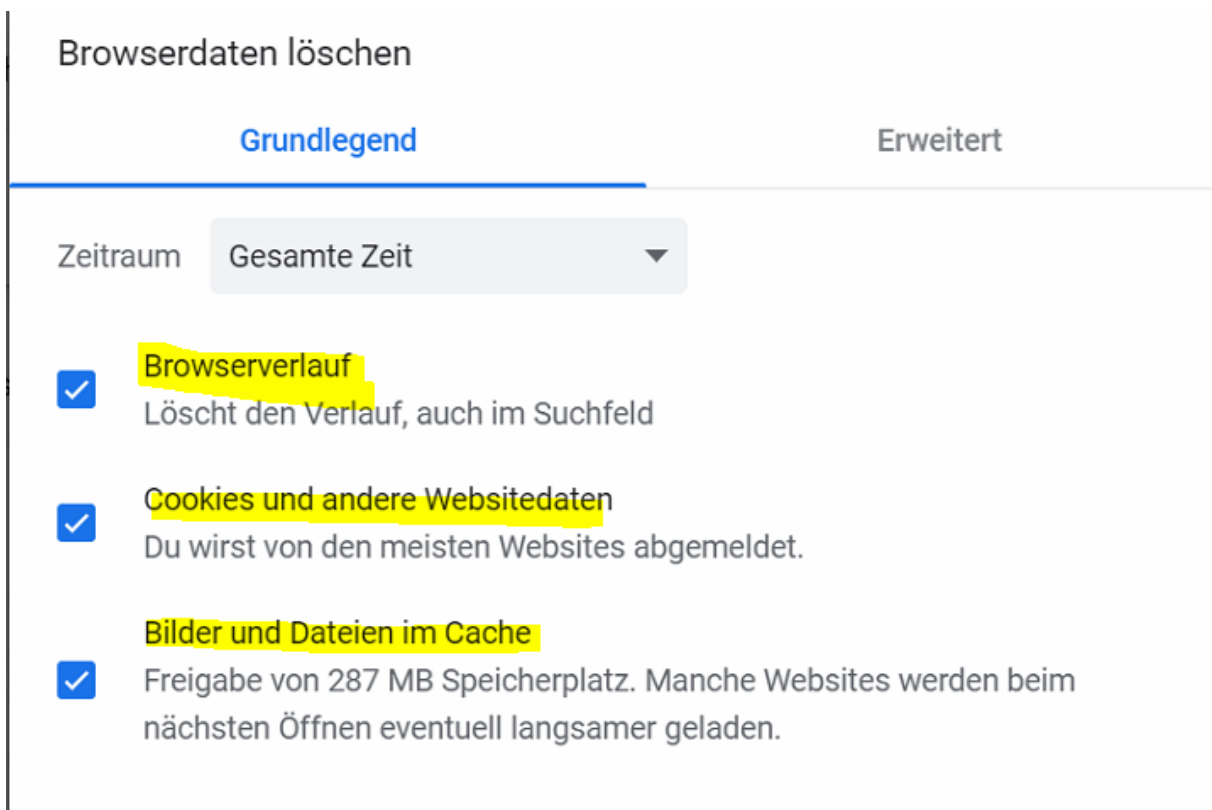 Browserdaten löschen
Grundlegend Erweitert
Zeitraum Gesamte Zeit
Browserverlauf
Löscht den Verlauf, auch im Suchfeld
Cookies und andere Websitedaten
Du wirst von den meisten Websites abgemeldet.
Bilder und Dateien im Cache
Freigabe von 287 MB Speicherplatz. Manche Websites werden beim
nächsten Öffnen eventuell langsamer geladen.